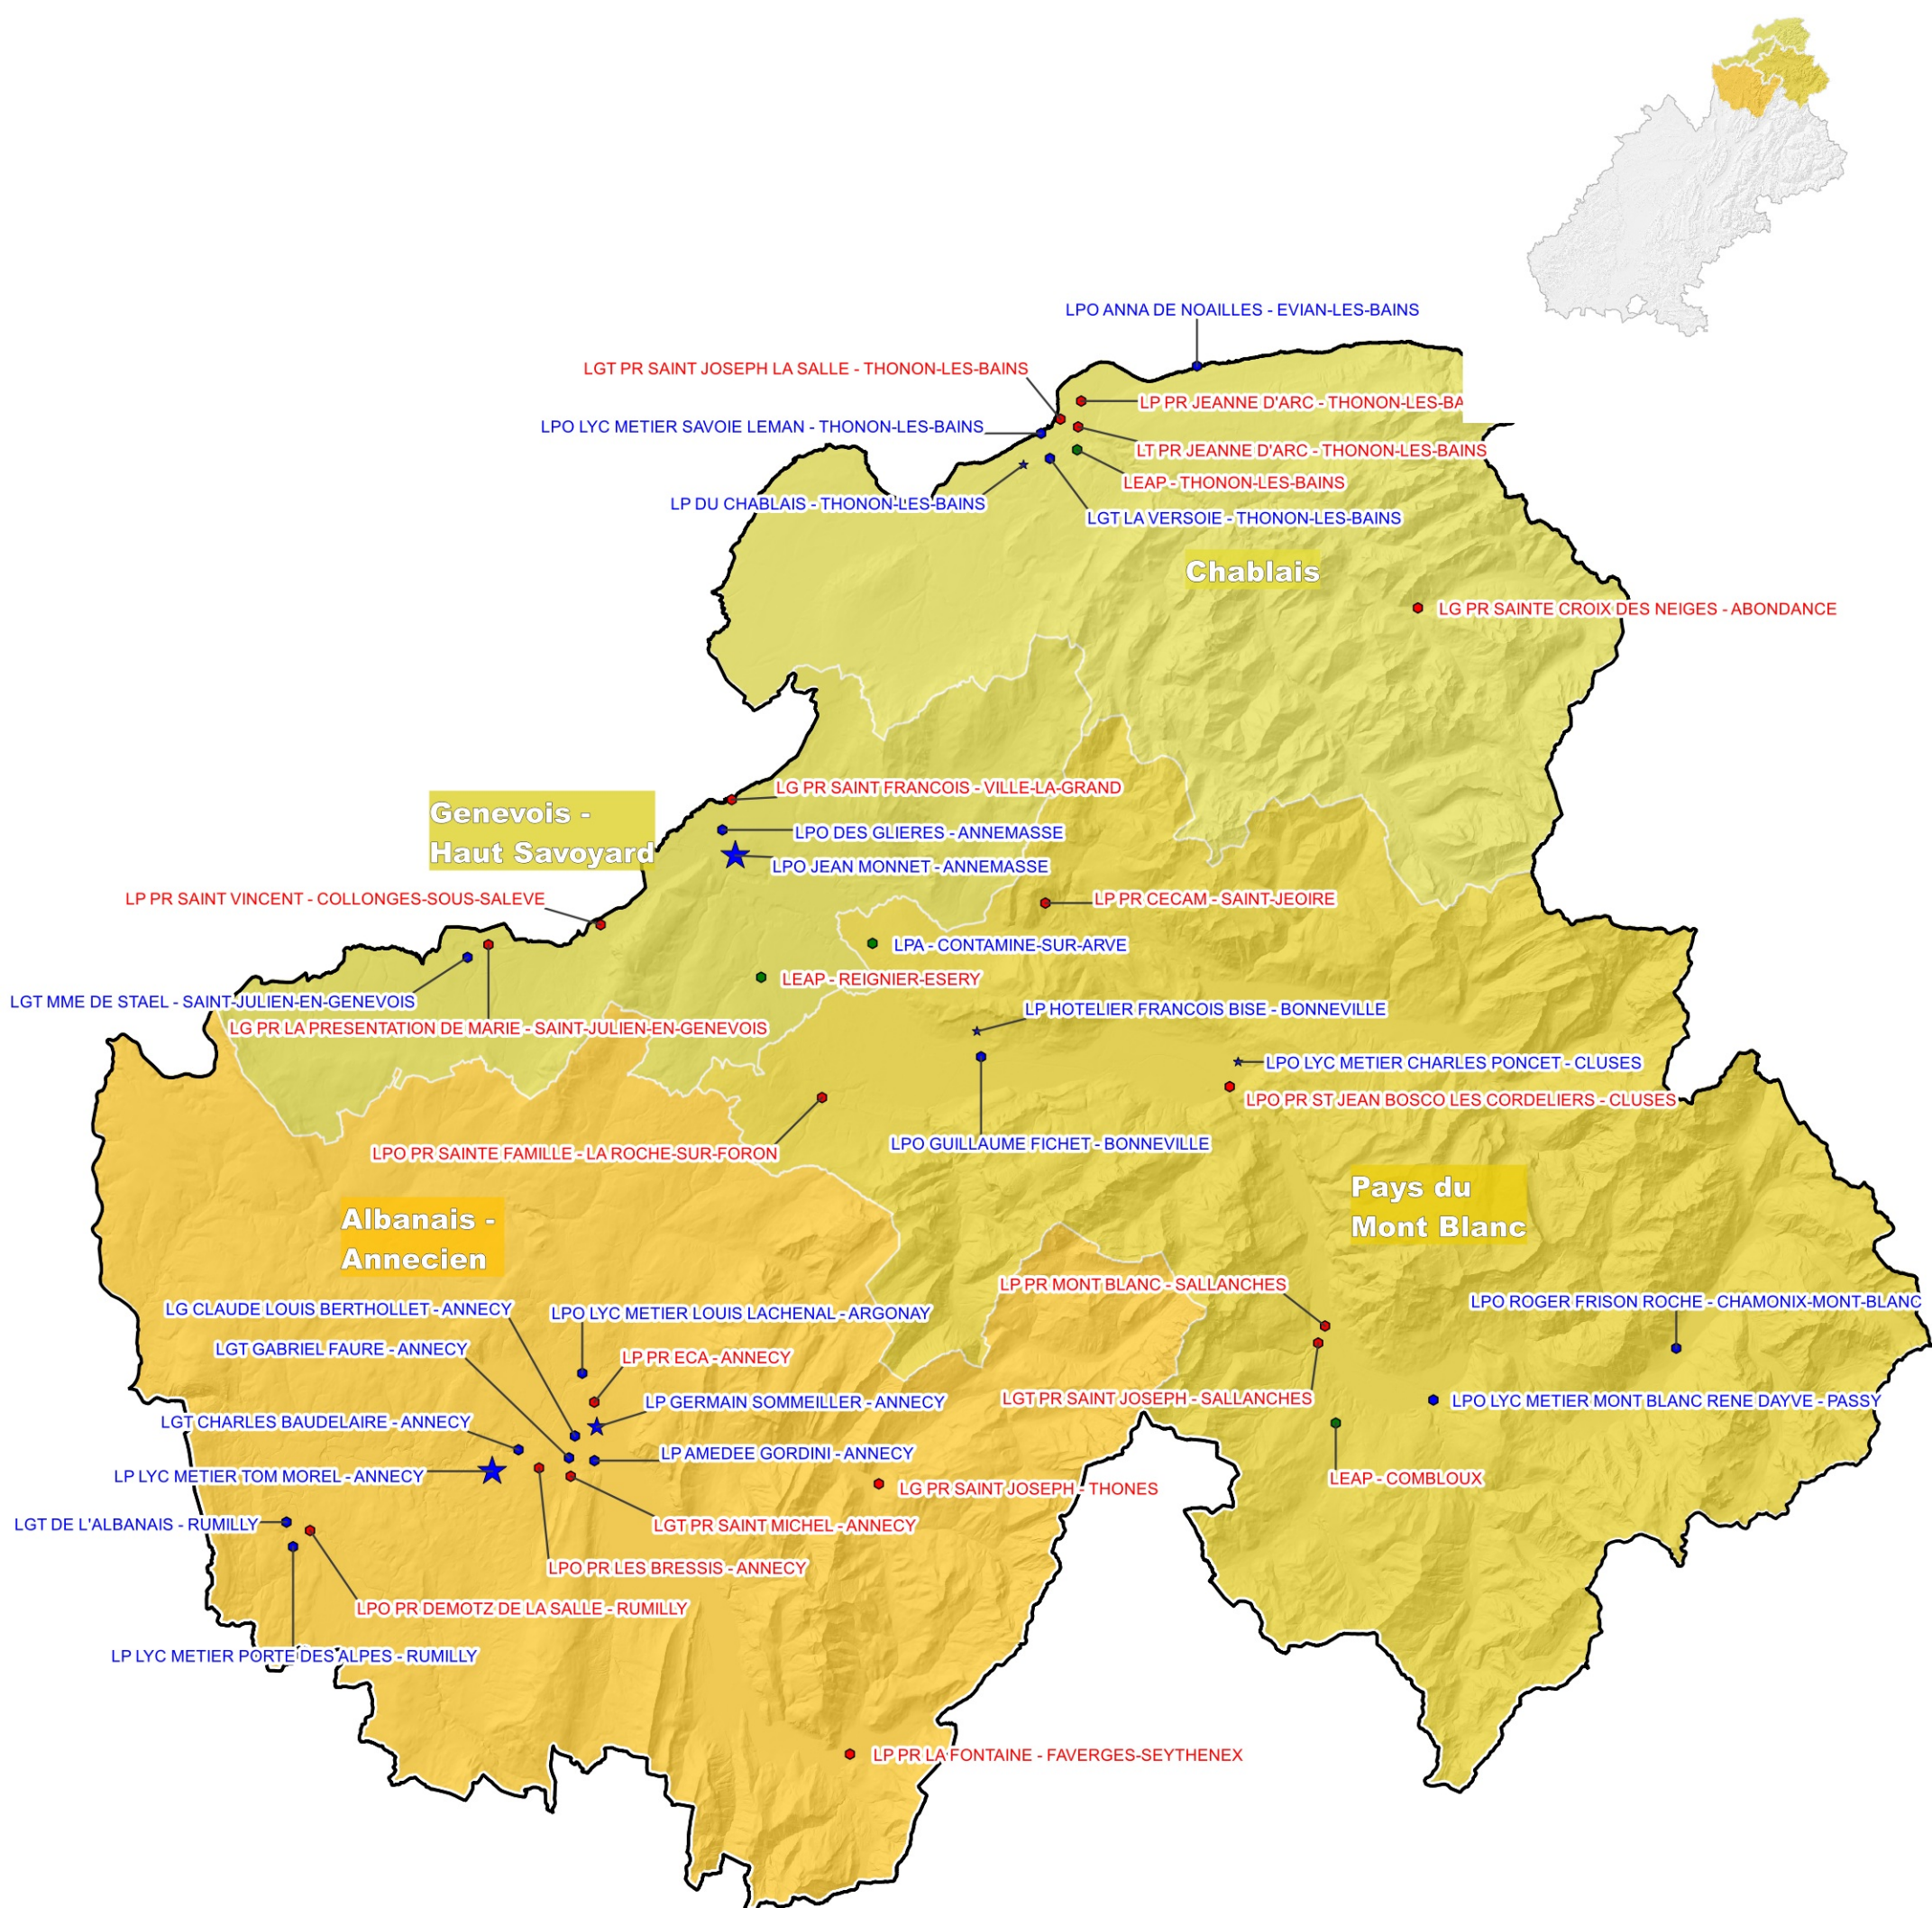 LPO ANNA DE NOAILLES - EVIAN-LES-BAINS
LGT PR SAINT JOSEPH LA SALLE - THONON-LES-BAINS
LP PR JEANNE D'ARC - THONON-LES-BA
LPO LYC METIER SAVOIE LEMAN - THONON-LES-BAINS
LT PR JEANNE D'ARC - THONON-LES-BAINS
LEAP - THONON-LES-BAINS
LP DU CHABLAIS - THONON-LES-BAINS
LGT LA VERSOIE - THONON-LES-BAINS
Chablais
LG PR SAINTE CROIX DES NEIGES - ABONDANCE
LG PR SAINT FRANCOIS - VILLE-LA-GRAND
Genevois -
Haut Savoyard
LPO DES GLIERES - ANNEMASSE
LPO JEAN MONNET - ANNEMASSE
LP PR SAINT VINCENT - COLLONGES-SOUS-SALEVE
LP PR CECAM - SAINT-JEOIRE
LPA - CONTAMINE-SUR-ARVE
LEAP - REIGNIER-ESERY
LGT MME DE STAEL - SAINT-JULIEN-EN-GENEVOIS
LP HOTELIER FRANCOIS BISE - BONNEVILLE
LG PR LA PRESENTATION DE MARIE - SAINT-JULIEN-EN-GENEVOIS
LPO LYC METIER CHARLES PONCET - CLUSES
LPO PR ST JEAN BOSCO LES CORDELIERS - CLUSES
LPO GUILLAUME FICHET - BONNEVILLE
LPO PR SAINTE FAMILLE - LA ROCHE-SUR-FORON
Pays du
Mont Blanc
Albanais -
Annecien
LP PR MONT BLANC - SALLANCHES
LPO ROGER FRISON ROCHE - CHAMONIX-MONT-BLANC
LG CLAUDE LOUIS BERTHOLLET - ANNECY
LPO LYC METIER LOUIS LACHENAL - ARGONAY
LGT GABRIEL FAURE - ANNECY
LP PR ECA - ANNECY
LGT PR SAINT JOSEPH - SALLANCHES
LPO LYC METIER MONT BLANC RENE DAYVE - PASSY
LP GERMAIN SOMMEILLER - ANNECY
LGT CHARLES BAUDELAIRE - ANNECY
LP AMEDEE GORDINI - ANNECY
LP LYC METIER TOM MOREL - ANNECY
LEAP - COMBLOUX
LG PR SAINT JOSEPH - THONES
LGT DE L'ALBANAIS - RUMILLY
LGT PR SAINT MICHEL - ANNECY
LPO PR LES BRESSIS - ANNECY
LPO PR DEMOTZ DE LA SALLE - RUMILLY
LP LYC METIER PORTE DES ALPES - RUMILLY
LP PR LA FONTAINE - FAVERGES-SEYTHENEX